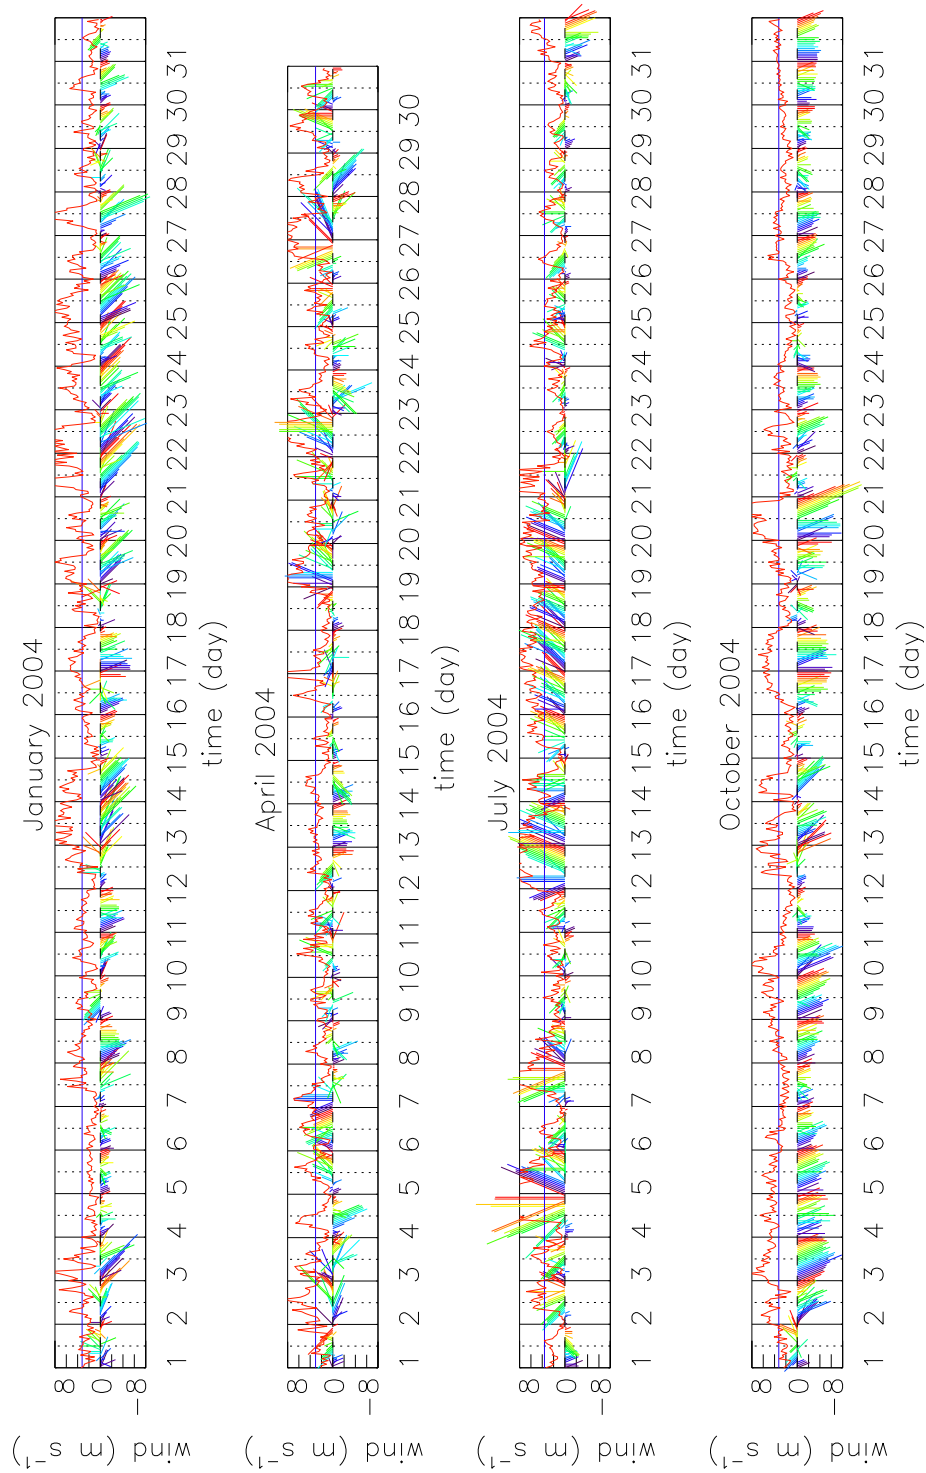 January 2004
wind (m s⁻¹)
8
0
−8
1 2 3 4 5 6 7 8 9 10 11 12 13 14 15 16 17 18 19 20 21 22 23 24 25 26 27 28 29 30 31
time (day)
April 2004
wind (m s⁻¹)
8
0
−8
1 2 3 4 5 6 7 8 9 10 11 12 13 14 15 16 17 18 19 20 21 22 23 24 25 26 27 28 29 30
time (day)
July 2004
wind (m s⁻¹)
8
0
−8
1 2 3 4 5 6 7 8 9 10 11 12 13 14 15 16 17 18 19 20 21 22 23 24 25 26 27 28 29 30 31
time (day)
October 2004
wind (m s⁻¹)
8
0
−8
1 2 3 4 5 6 7 8 9 10 11 12 13 14 15 16 17 18 19 20 21 22 23 24 25 26 27 28 29 30 31
time (day)